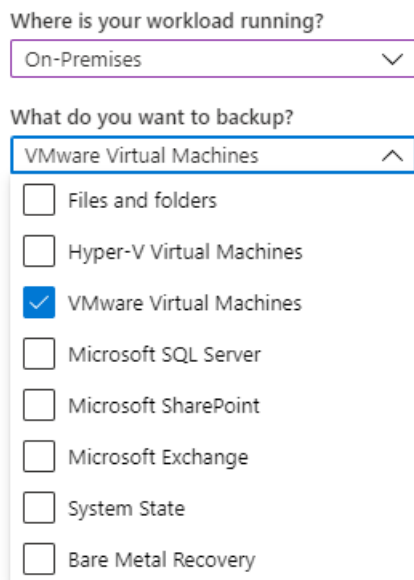 Where is your workload running?
On-Premises
What do you want to backup?
VMware Virtual Machines
Files and folders
Hyper-V Virtual Machines
VMware Virtual Machines
Microsoft SQL Server
Microsoft SharePoint
Microsoft Exchange
System State
Bare Metal Recovery